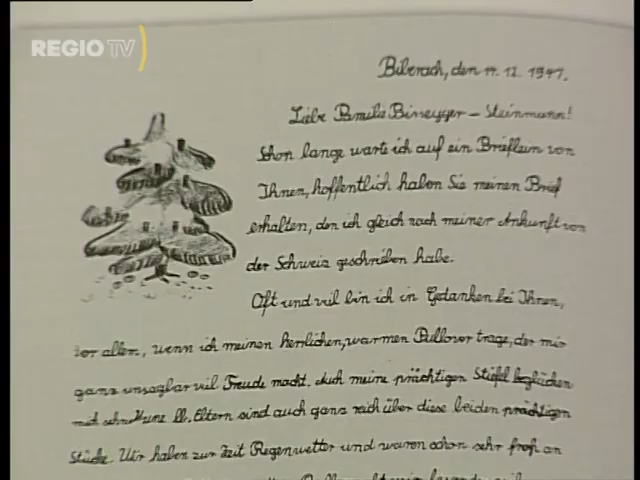 REGIO TV
Biberach, den 17. 12. 1947.
Liebe Familie Binsegger - Steinmann!
Schon lange warte ich auf ein Brieflein von
Ihnen, hoffentlich haben Sie meinen Brief
erhalten, den ich gleich nach meiner Ankunft von
der Schweiz geschrieben habe.
Oft und viel bin ich in Gedanken bei Ihnen,
vor allem, wenn ich meinen herrlichen, warmen Pullover trage, der mir
ganz unsagbar viel Freude macht. Auch meine prächtigen Stiefel beglücken
mich sehr. Meine lb. Eltern sind auch ganz reich über diese beiden prächtigen
Stücke. Wir haben zur Zeit Regenwetter und waren schon sehr froh an